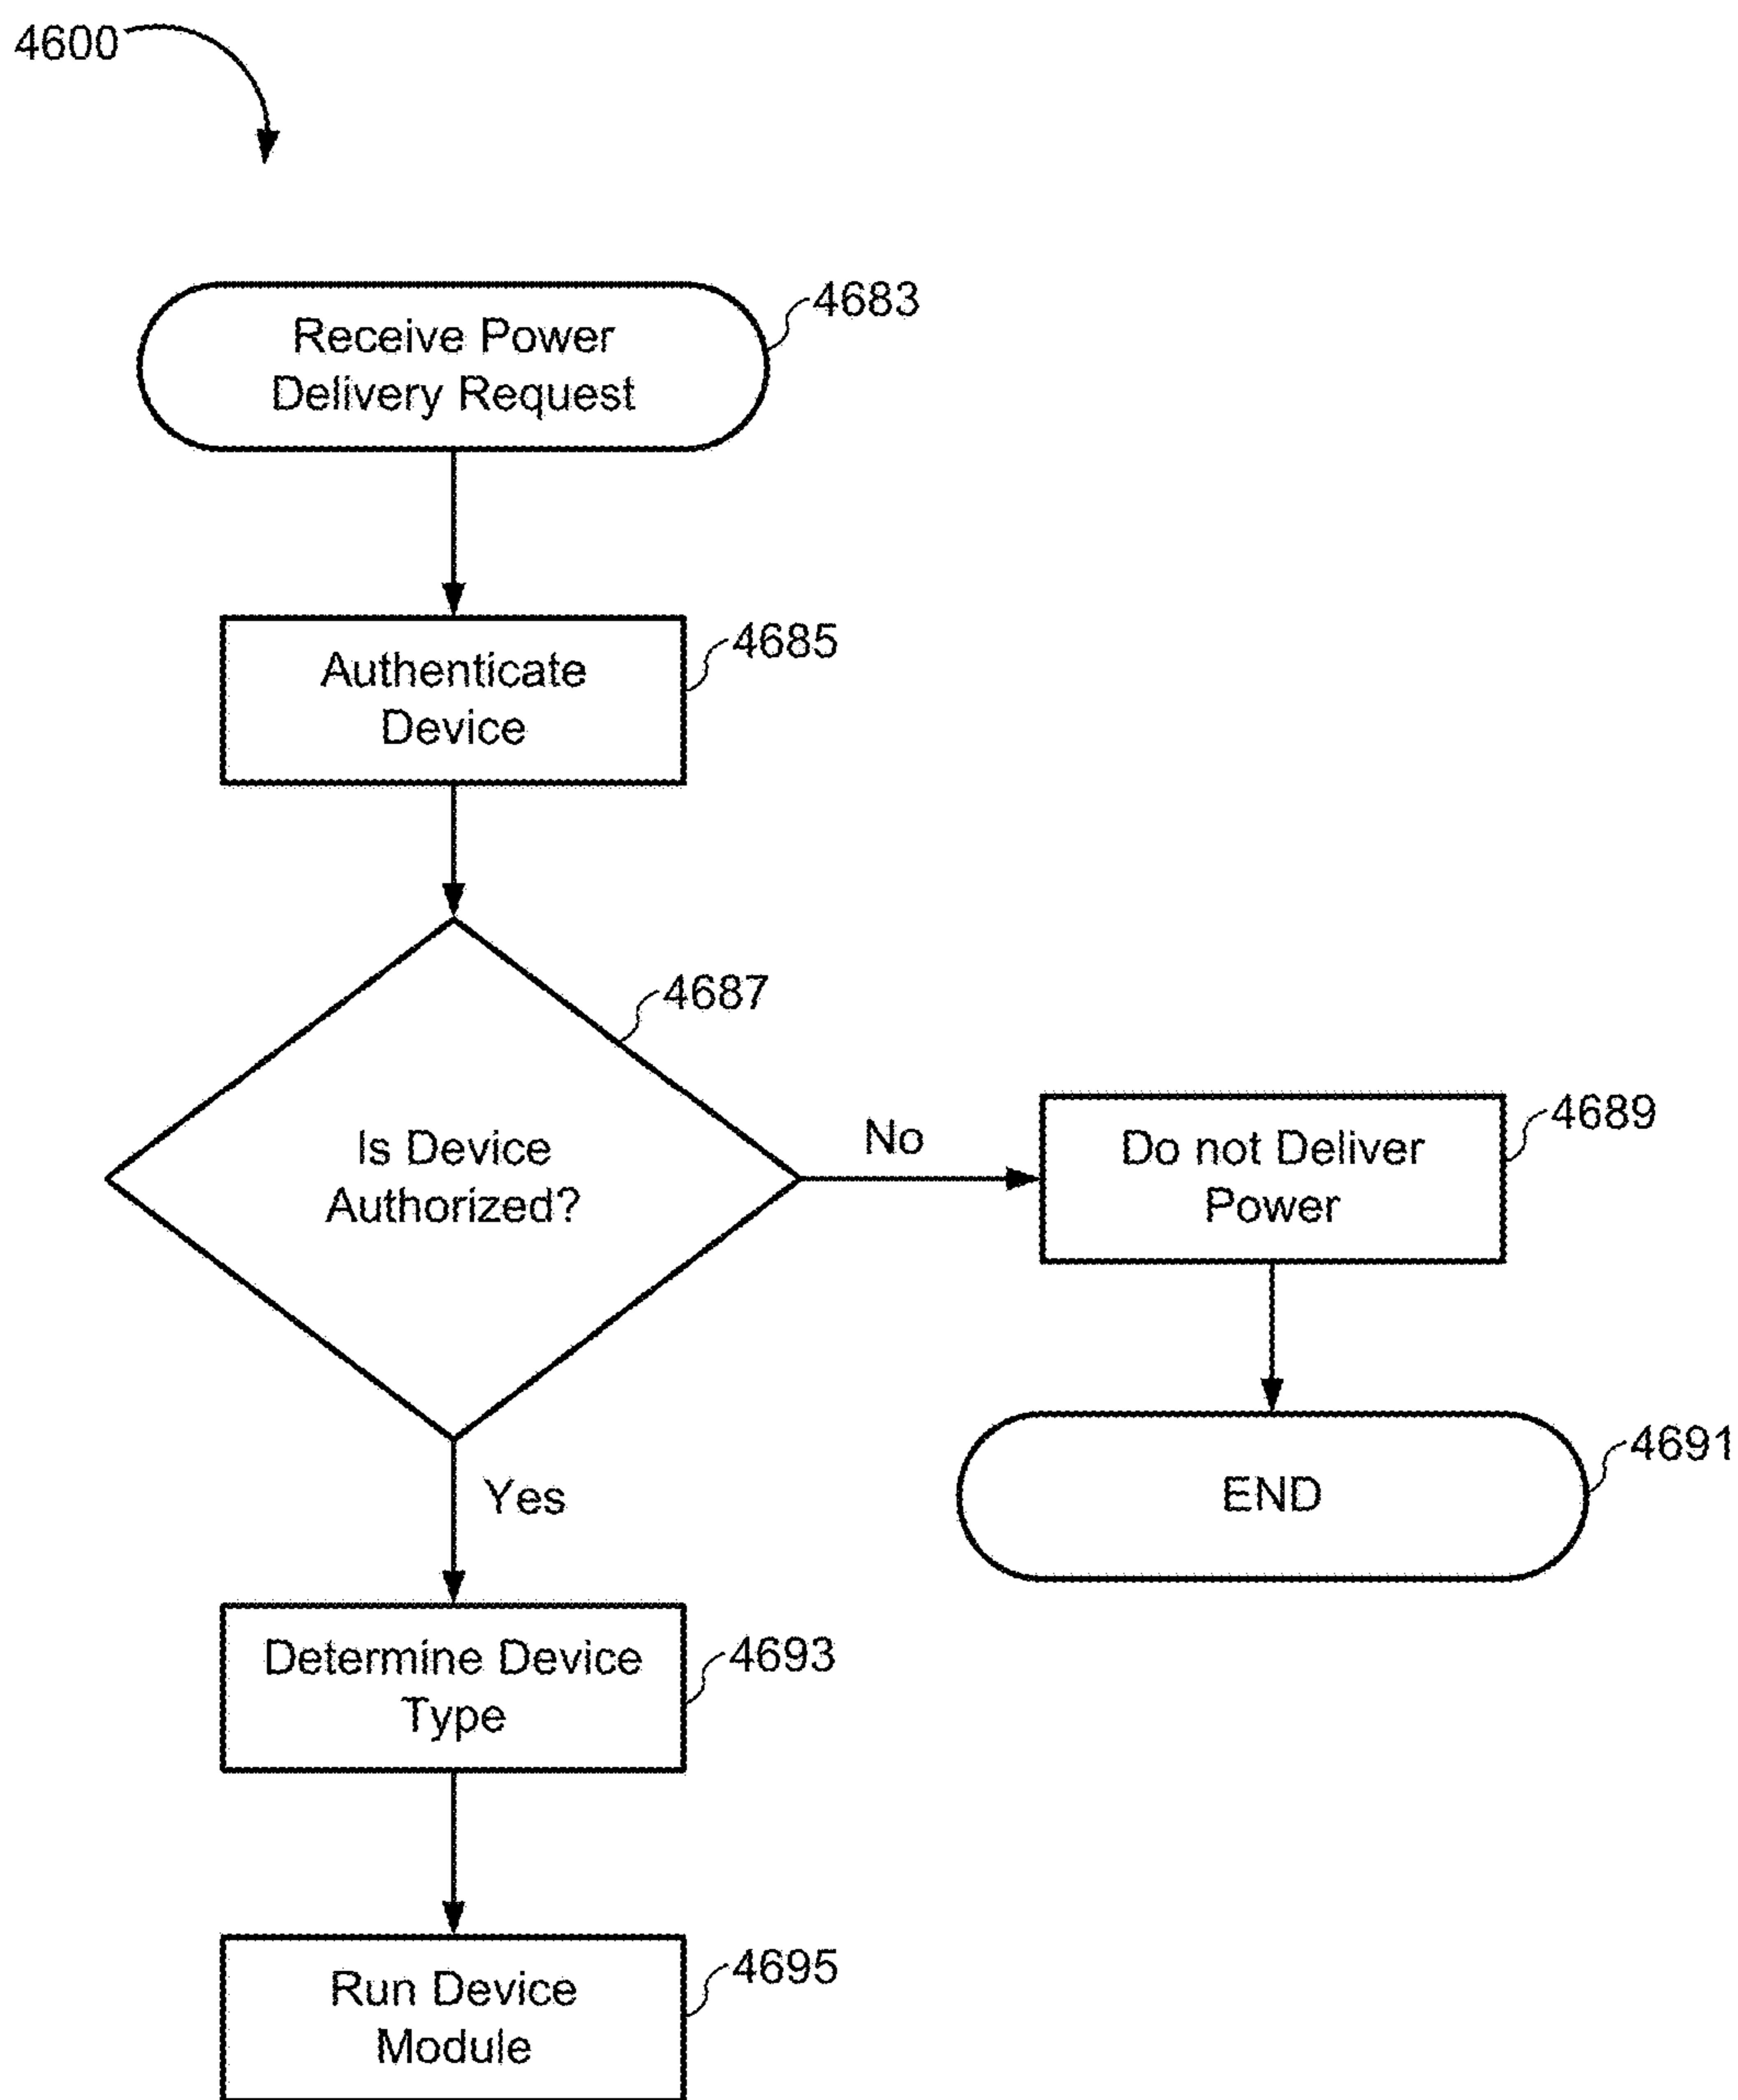 4600
Receive Power
Delivery Request
4683
Authenticate
Device
4685
Is Device
Authorized?
4687
No
Do not Deliver
Power
4689
END
4691
Yes
Determine Device
Type
4693
Run Device
Module
4695